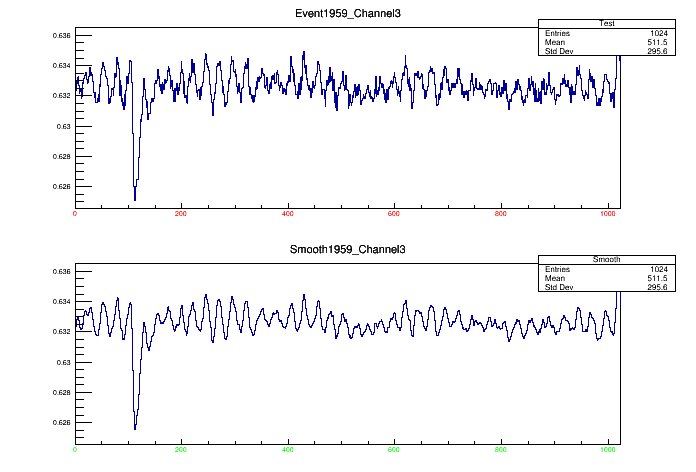 Event1959_Channel3
Test
Entries 1024
Mean 511.5
Std Dev 295.6
0.636
0.634
0.632
0.63
0.628
0.626
0 200 400 600 800 1000
Smooth1959_Channel3
Smooth
Entries 1024
Mean 511.5
Std Dev 295.6
0.636
0.634
0.632
0.63
0.628
0.626
0 200 400 600 800 1000